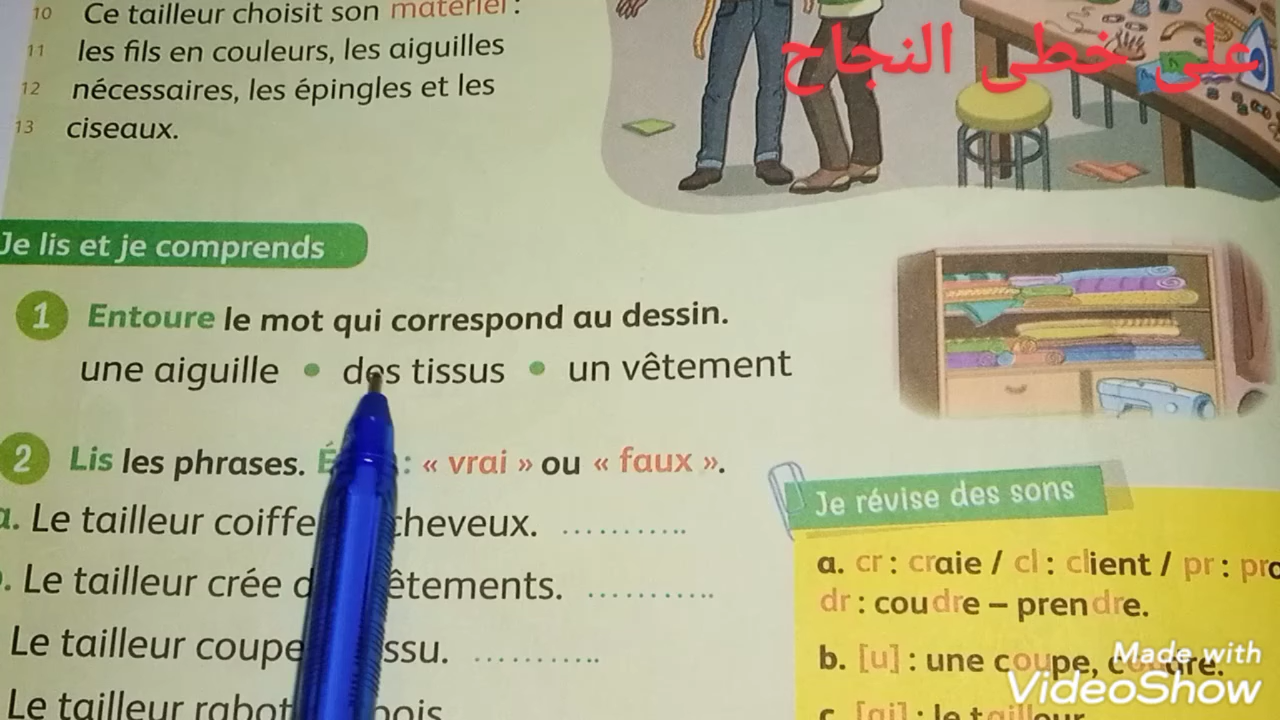 10 Ce tailleur choisit son matériel :
11 les fils en couleurs, les aiguilles
12 nécessaires, les épingles et les
13 ciseaux.
على خطى النجاح
Je lis et je comprends
1 Entoure le mot qui correspond au dessin.
une aiguille • des tissus • un vêtement
2 Lis les phrases. : « vrai » ou « faux ».
a. Le tailleur coiffe cheveux. ...........
. Le tailleur crée ...........
Le tailleur coupe ...........
Le tailleur
Je révise des sons
a. cr : craie / cl : client / pr :
dr : coudre – prendre.
b. [u] : une coupe,
Made with
VideoShow